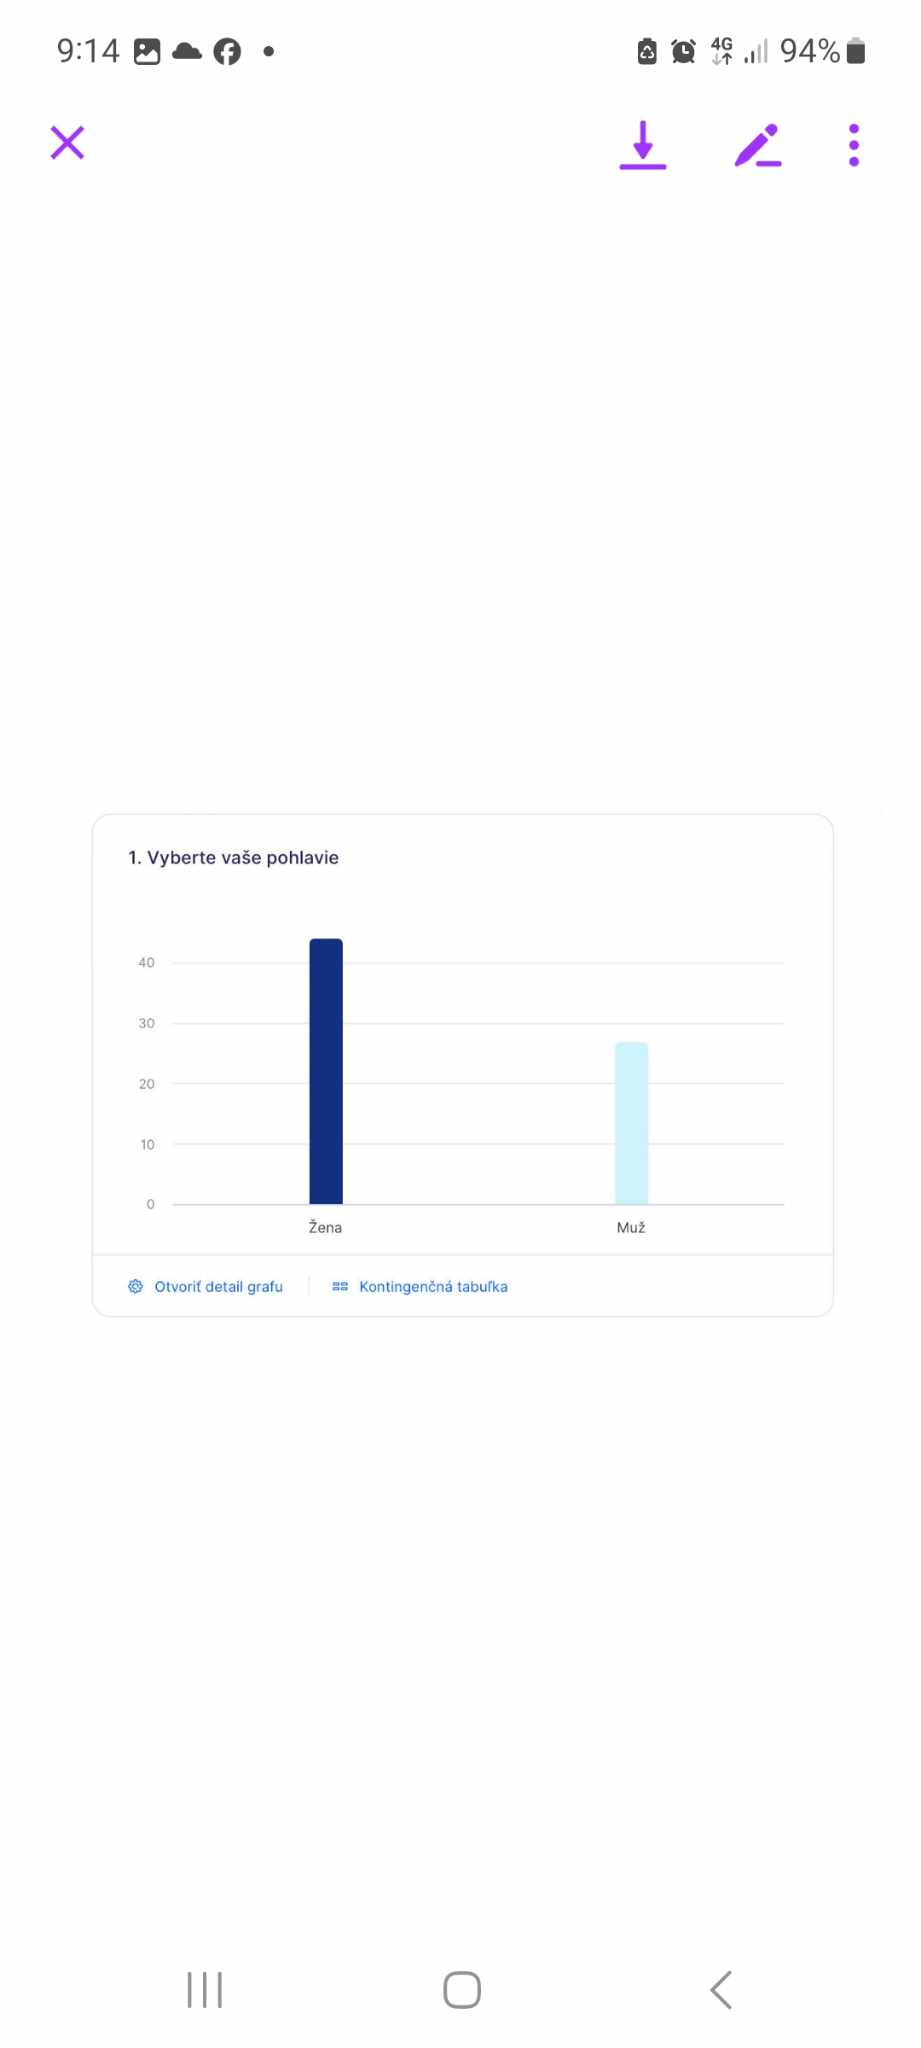 9:14
4G
94%
1. Vyberte vaše pohlavie
40
30
20
10
0
Žena
Muž
Otvoriť detail grafu
Kontingenčná tabuľka